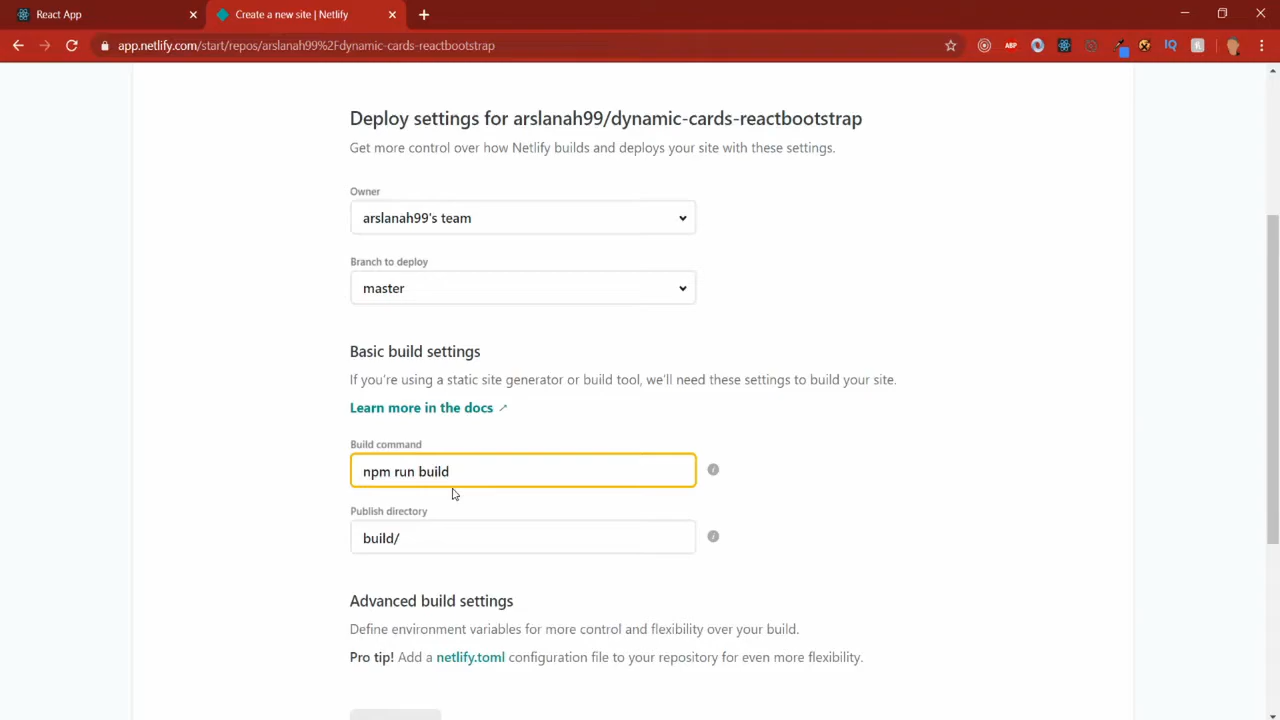 React App
Create a new site | Netlify
app.netlify.com/start/repos/arslanah99%2Fdynamic-cards-reactbootstrap
ABP
IQ
Deploy settings for arslanah99/dynamic-cards-reactbootstrap
Get more control over how Netlify builds and deploys your site with these settings.
Owner
arslanah99's team
Branch to deploy
master
Basic build settings
If you're using a static site generator or build tool, we'll need these settings to build your site.
Learn more in the docs ↗
Build command
npm run build
i
Publish directory
build/
i
Advanced build settings
Define environment variables for more control and flexibility over your build.
Pro tip! Add a netlify.toml configuration file to your repository for even more flexibility.